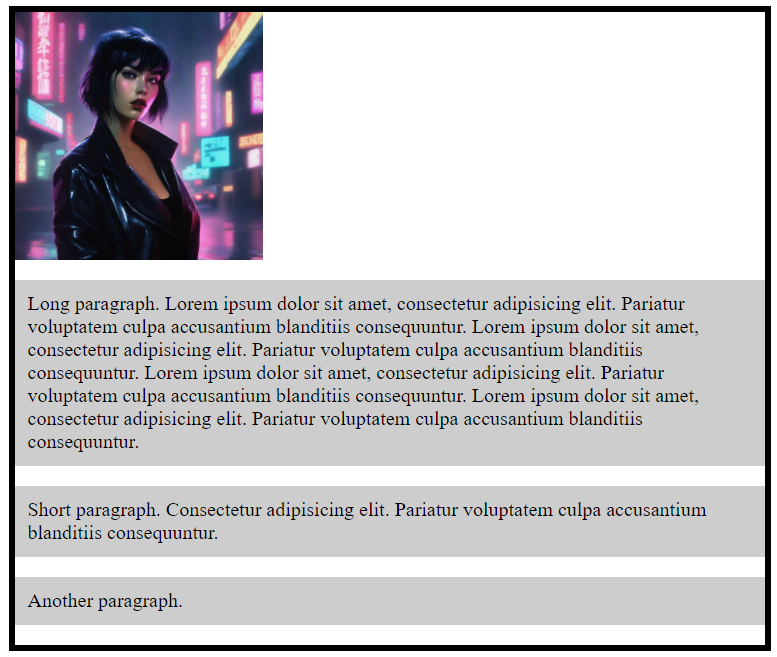 Long paragraph. Lorem ipsum dolor sit amet, consectetur adipisicing elit. Pariatur
voluptatem culpa accusantium blanditiis consequuntur. Lorem ipsum dolor sit amet,
consectetur adipisicing elit. Pariatur voluptatem culpa accusantium blanditiis
consequuntur. Lorem ipsum dolor sit amet, consectetur adipisicing elit. Pariatur
voluptatem culpa accusantium blanditiis consequuntur. Lorem ipsum dolor sit amet,
consectetur adipisicing elit. Pariatur voluptatem culpa accusantium blanditiis
consequuntur.
Short paragraph. Consectetur adipisicing elit. Pariatur voluptatem culpa accusantium
blanditiis consequuntur.
Another paragraph.